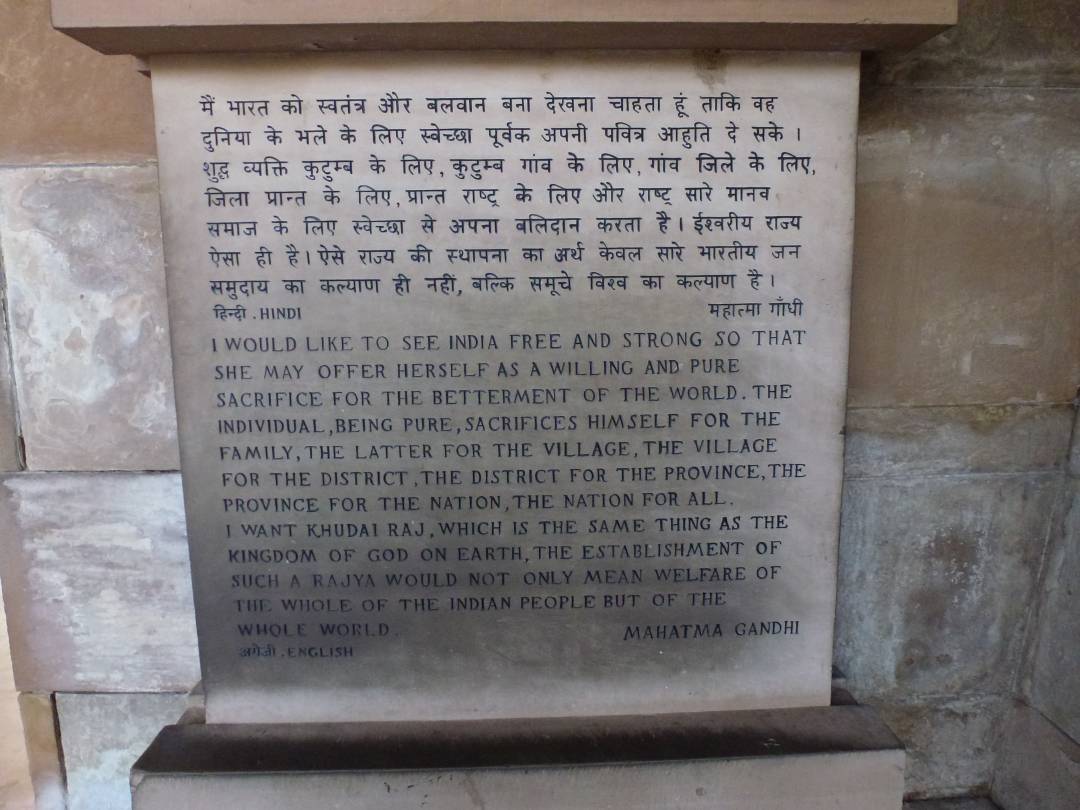 मैं भारत को स्वतंत्र और बलवान बना देखना चाहता हूं ताकि वह
दुनिया के भले के लिए स्वेच्छा पूर्वक अपनी पवित्र आहुति दे सके ।
शुद्ध व्यक्ति कुटुम्ब के लिए, कुटुम्ब गांव के लिए, गांव जिले के लिए,
जिला प्रान्त के लिए, प्रान्त राष्ट्र के लिए और राष्ट्र सारे मानव
समाज के लिए स्वेच्छा से अपना बलिदान करता है । ईश्वरीय राज्य
ऐसा ही है । ऐसे राज्य की स्थापना का अर्थ केवल सारे भारतीय जन
समुदाय का कल्याण ही नहीं, बल्कि समूचे विश्व का कल्याण है ।
हिन्दी . HINDI महात्मा गाँधी
I WOULD LIKE TO SEE INDIA FREE AND STRONG SO THAT
SHE MAY OFFER HERSELF AS A WILLING AND PURE
SACRIFICE FOR THE BETTERMENT OF THE WORLD. THE
INDIVIDUAL, BEING PURE, SACRIFICES HIMSELF FOR THE
FAMILY, THE LATTER FOR THE VILLAGE, THE VILLAGE
FOR THE DISTRICT, THE DISTRICT FOR THE PROVINCE, THE
PROVINCE FOR THE NATION, THE NATION FOR ALL.
I WANT KHUDAI RAJ, WHICH IS THE SAME THING AS THE
KINGDOM OF GOD ON EARTH, THE ESTABLISHMENT OF
SUCH A RAJYA WOULD NOT ONLY MEAN WELFARE OF
THE WHOLE OF THE INDIAN PEOPLE BUT OF THE
WHOLE WORLD. MAHATMA GANDHI
अंग्रेजी . ENGLISH